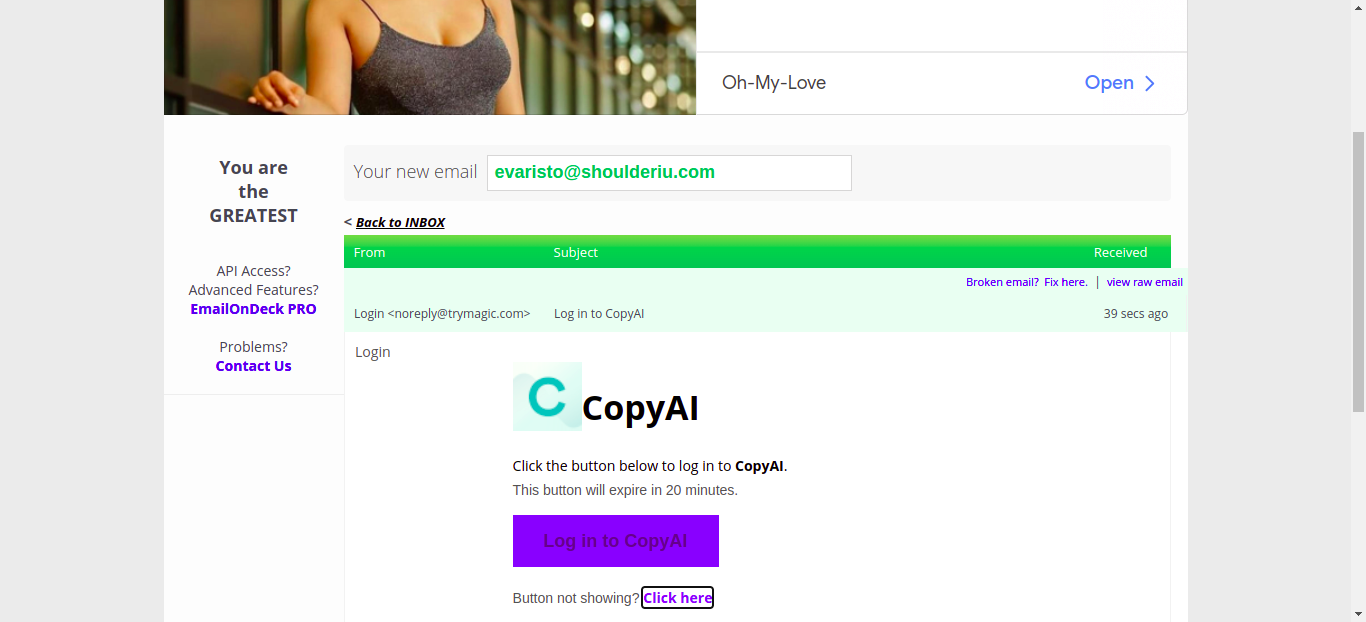 Oh-My-Love
Open
You are
the
GREATEST
API Access?
Advanced Features?
EmailOnDeck PRO
Problems?
Contact Us
Your new email evaristo@shoulderiu.com
< Back to INBOX
From Subject Received
Broken email? Fix here. | view raw email
Login <noreply@trymagic.com> Log in to CopyAI 39 secs ago
Login
C CopyAI
Click the button below to log in to CopyAI.
This button will expire in 20 minutes.
Log in to CopyAI
Button not showing? Click here